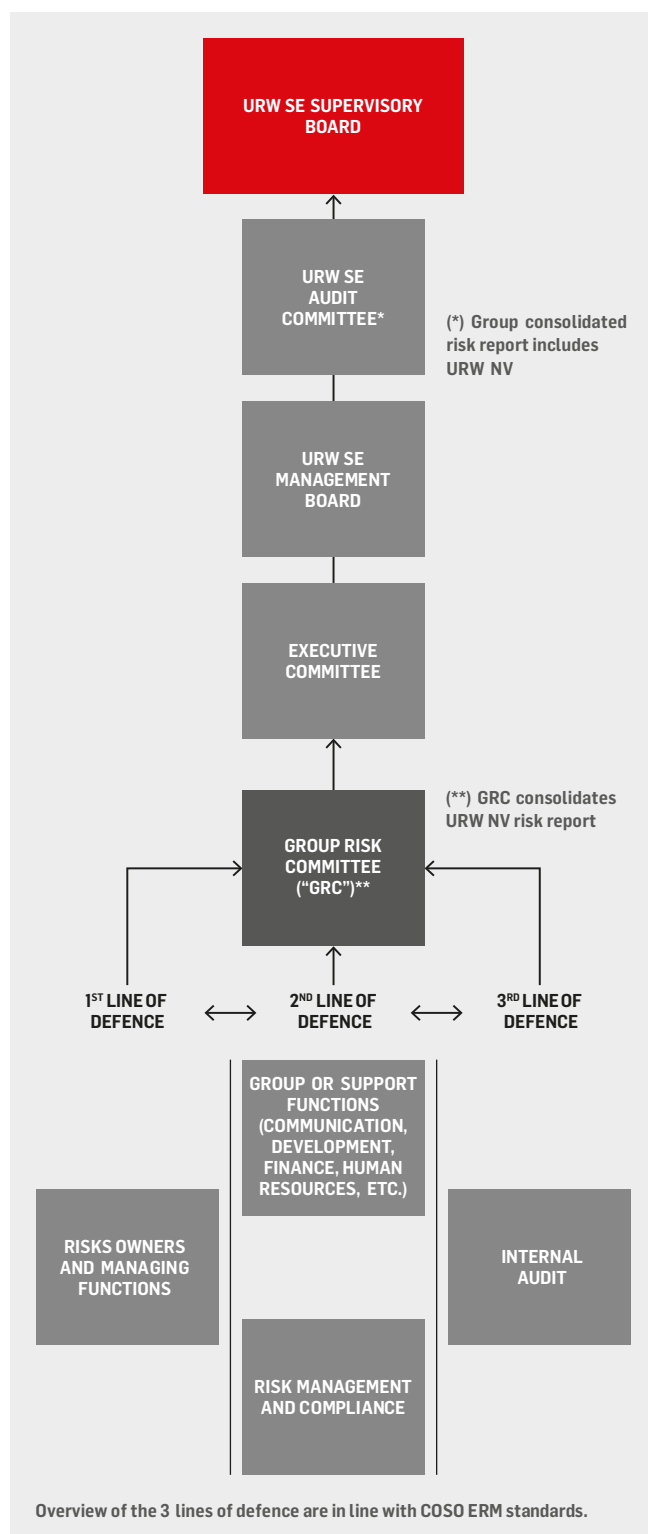 URW SE SUPERVISORY
BOARD
URW SE
AUDIT
COMMITTEE*
(*) Group consolidated
risk report includes
URW NV
URW SE
MANAGEMENT
BOARD
EXECUTIVE
COMMITTEE
(**) GRC consolidates
URW NV risk report
GROUP RISK
COMMITTEE
(“GRC”)**
1ST LINE OF
DEFENCE
2ND LINE OF
DEFENCE
3RD LINE OF
DEFENCE
GROUP OR SUPPORT
FUNCTIONS
(COMMUNICATION,
DEVELOPMENT,
FINANCE, HUMAN
RESOURCES, ETC.)
RISKS OWNERS
AND MANAGING
FUNCTIONS
INTERNAL
AUDIT
RISK MANAGEMENT
AND COMPLIANCE
Overview of the 3 lines of defence are in line with COSO ERM standards.